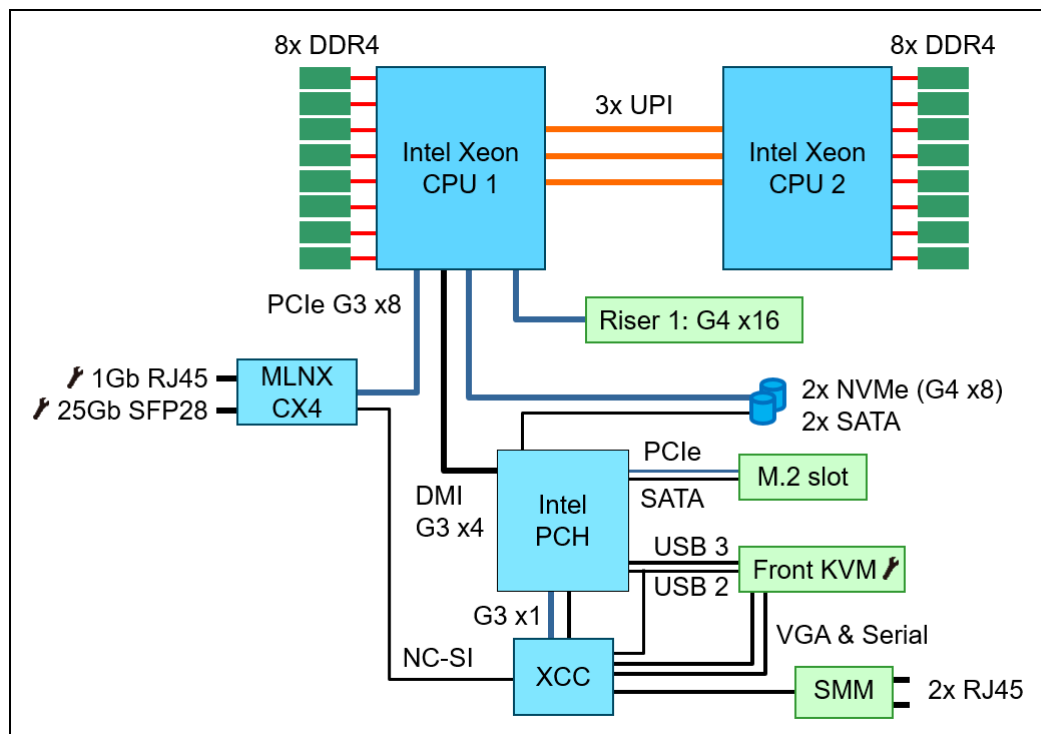 8x DDR4
8x DDR4
3x UPI
Intel Xeon
CPU 1
Intel Xeon
CPU 2
PCIe G3 x8
Riser 1: G4 x16
1Gb RJ45
25Gb SFP28
MLNX
CX4
2x NVMe (G4 x8)
2x SATA
PCIe
SATA
M.2 slot
DMI
G3 x4
Intel
PCH
USB 3
USB 2
Front KVM
G3 x1
VGA & Serial
NC-SI
XCC
SMM
2x RJ45